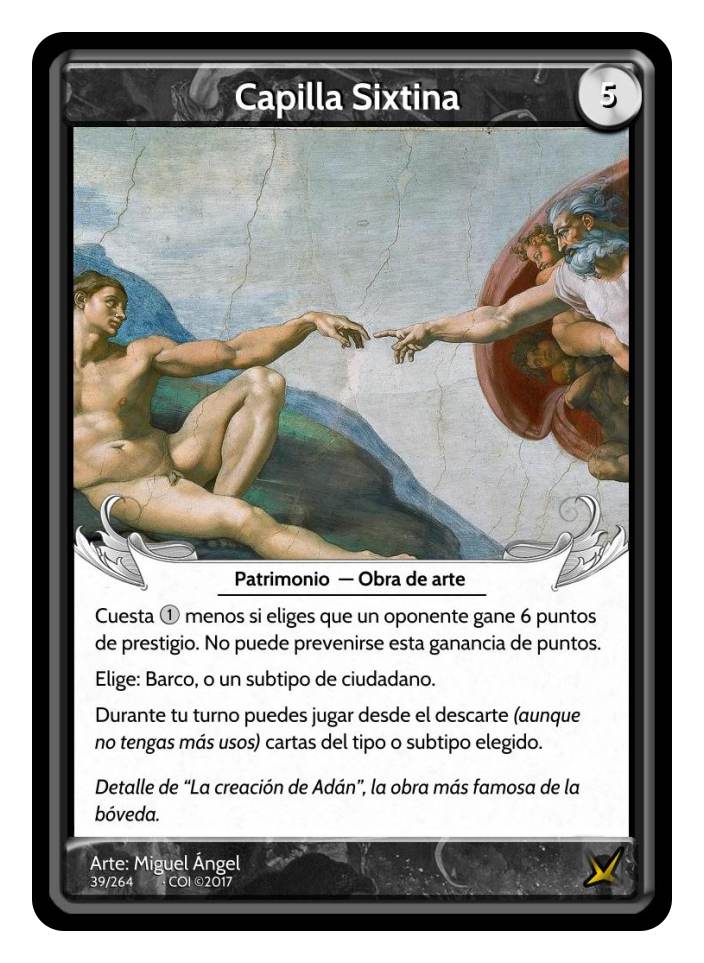 Capilla Sixtina
5
Patrimonio — Obra de arte
Cuesta 1 menos si eliges que un oponente gane 6 puntos
de prestigio. No puede prevenirse esta ganancia de puntos.
Elige: Barco, o un subtipo de ciudadano.
Durante tu turno puedes jugar desde el descarte (aunque
no tengas más usos) cartas del tipo o subtipo elegido.
Detalle de “La creación de Adán”, la obra más famosa de la
bóveda.
Arte: Miguel Ángel
39/264 · COI ©2017